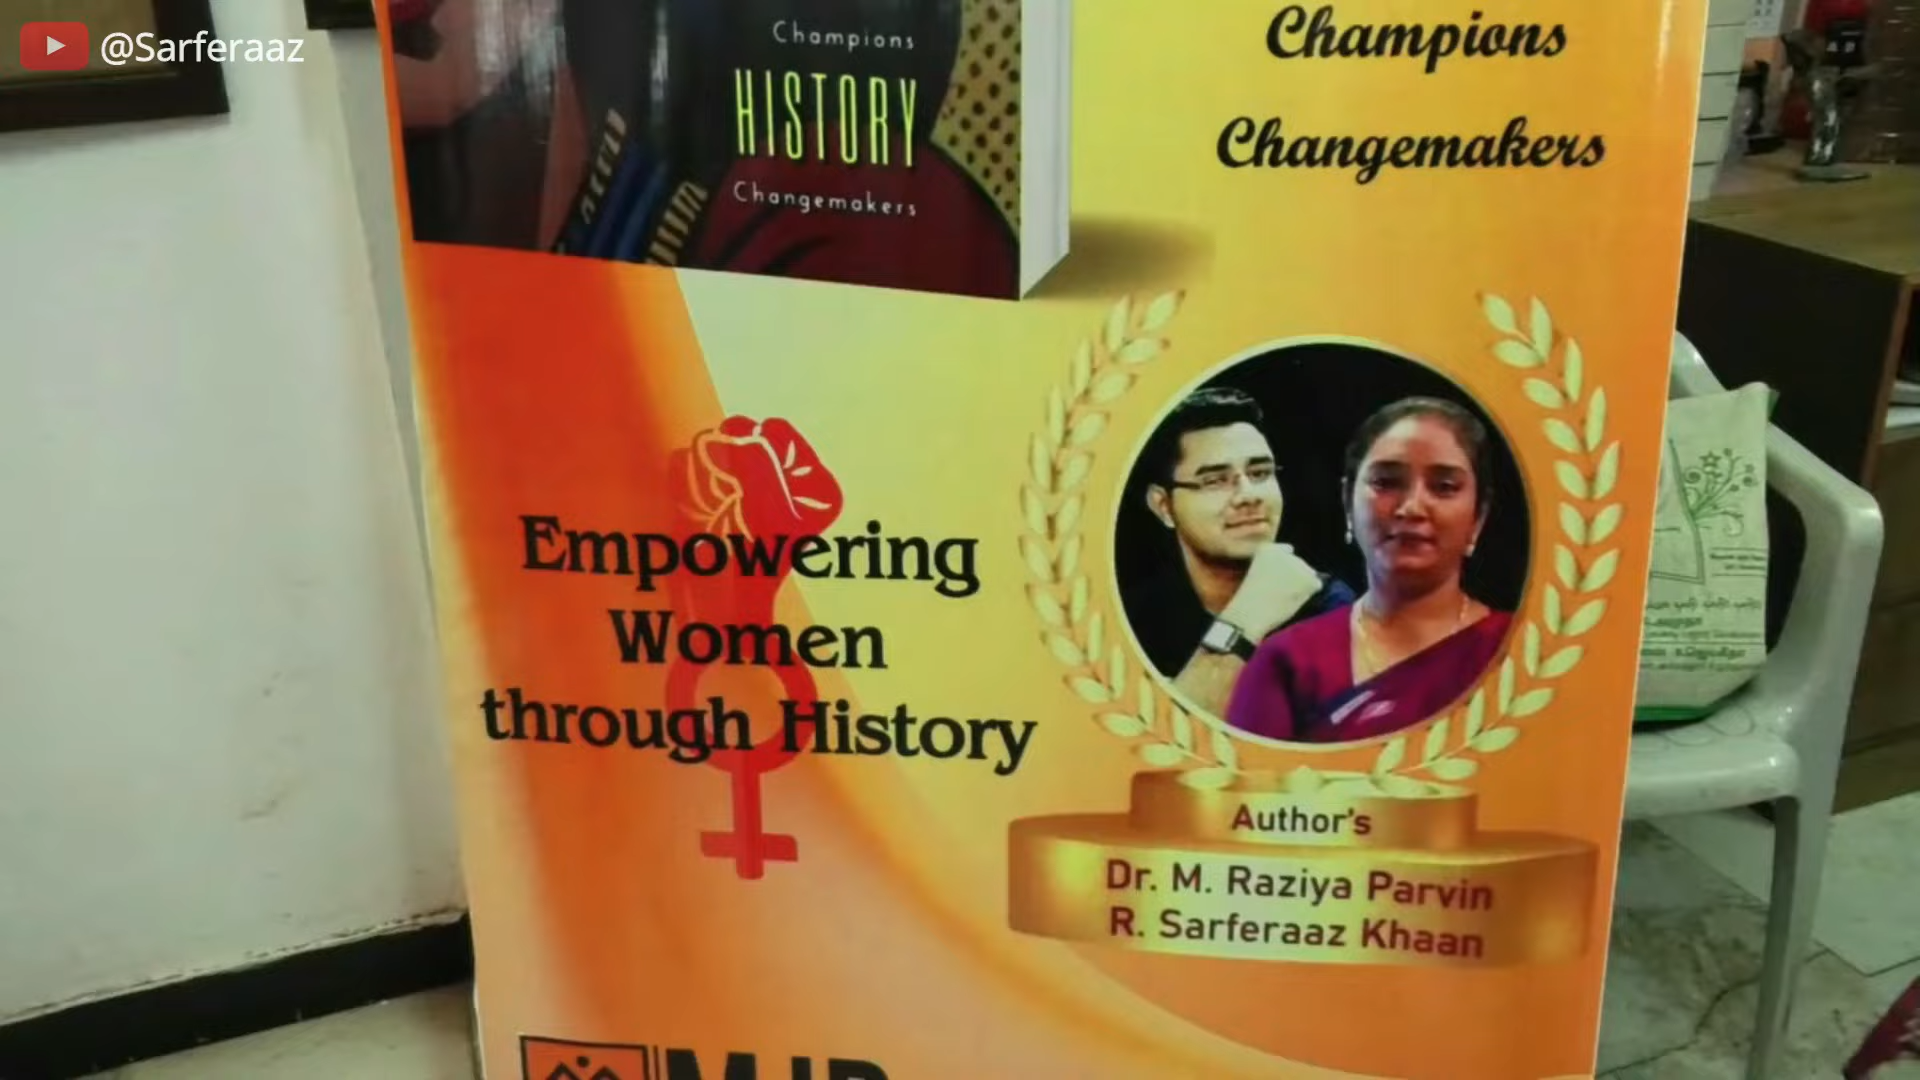 @Sarferaaz
Champions
HISTORY
Changemakers
Champions
Changemakers
Empowering
Women
through History
Author's
Dr. M. Raziya Parvin
R. Sarferaaz Khaan